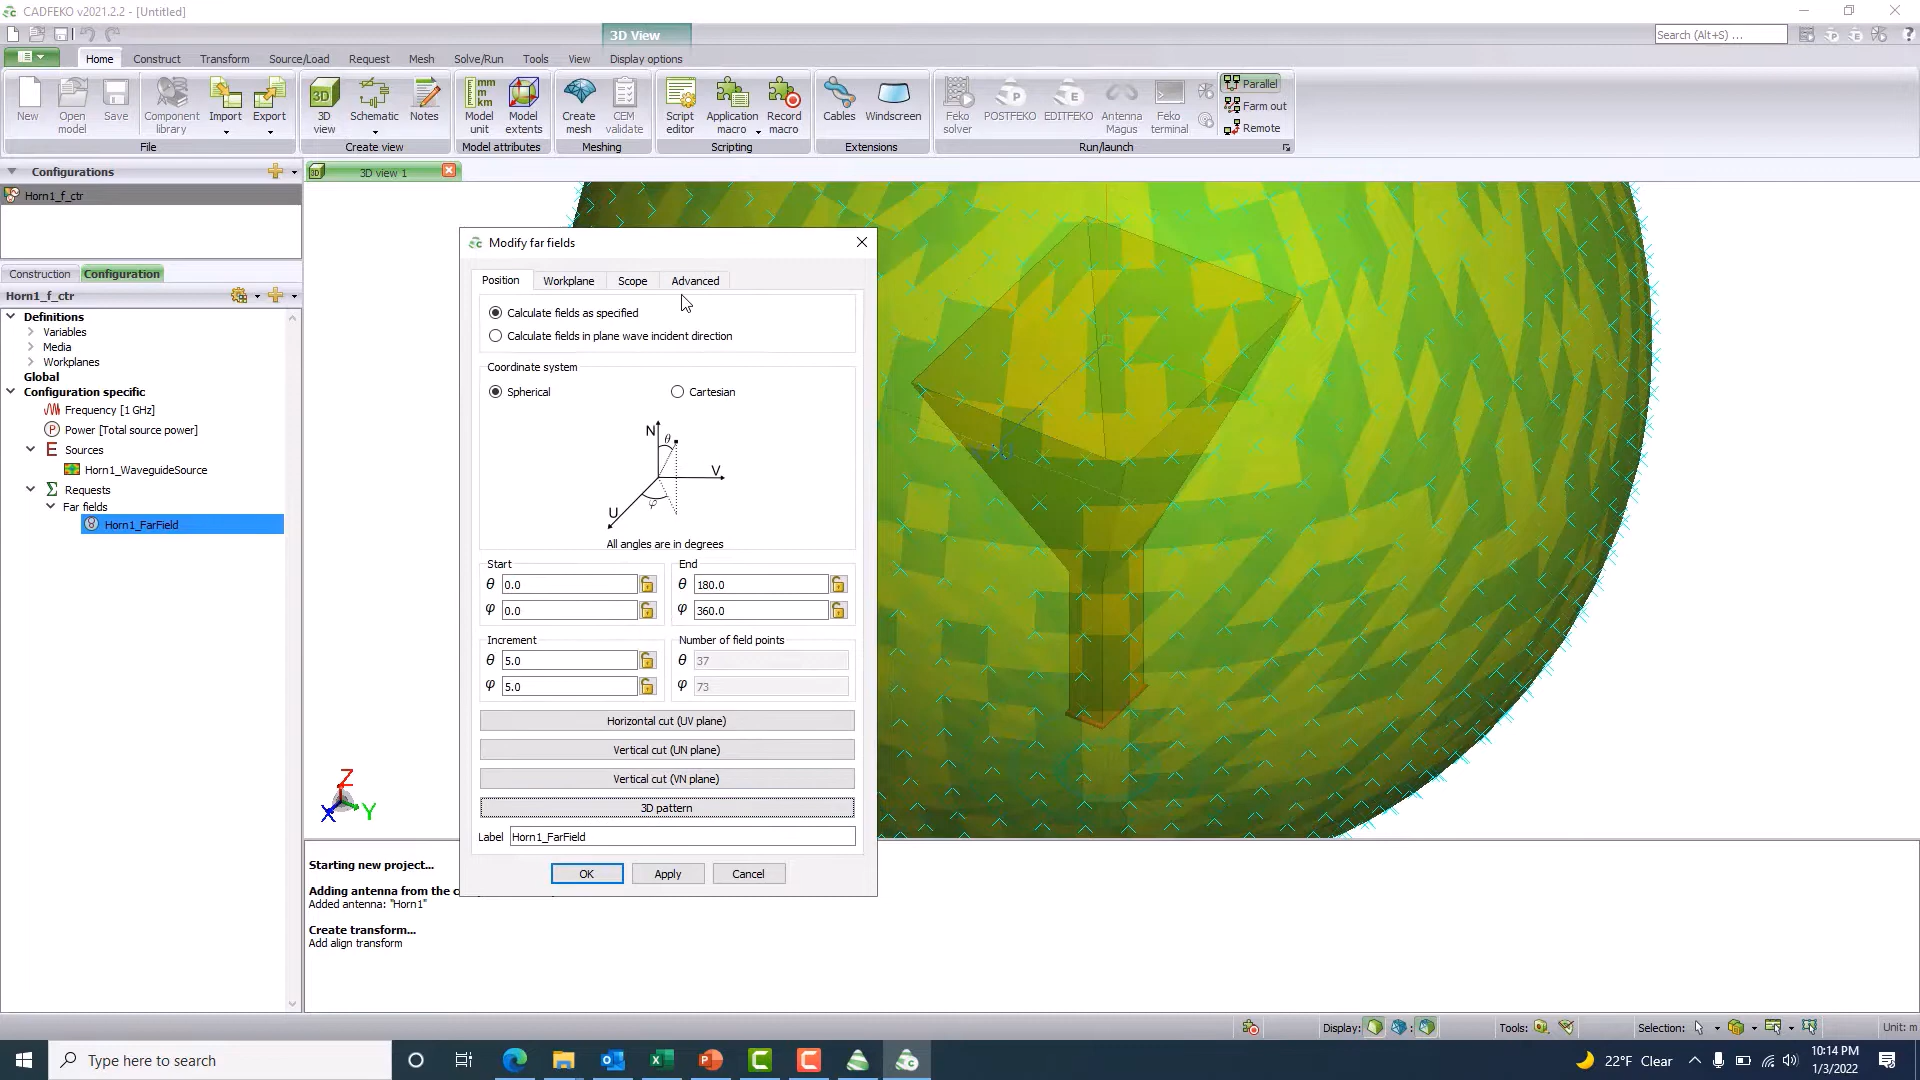 CADFEKO v2021.2.2 - [Untitled]
3D View
Search (Alt+S) ...
Home Construct Transform Source/Load Request Mesh Solve/Run Tools View Display options
New
Open model
Save
Component library
Import
Export
File
3D view
Schematic
Notes
Create view
Model unit
Model extents
Model attributes
Create mesh
CEM validate
Meshing
Script editor
Application macro
Record macro
Scripting
Cables
Windscreen
Extensions
Feko solver
POSTFEKO
EDITFEKO
Antenna Magus
Feko terminal
Parallel
Farm out
Remote
Run/launch
Configurations
Horn1_f_ctr
Construction Configuration
Horn1_f_ctr
Definitions
Variables
Media
Workplanes
Global
Configuration specific
Frequency [1 GHz]
Power [Total source power]
Sources
Horn1_WaveguideSource
Requests
Far fields
Horn1_FarField
3D view 1
Modify far fields
Position Workplane Scope Advanced
Calculate fields as specified
Calculate fields in plane wave incident direction
Coordinate system
Spherical Cartesian
N
θ
V
U
φ
All angles are in degrees
Start End
θ 0.0 θ 180.0
φ 0.0 φ 360.0
Increment Number of field points
θ 5.0 θ 37
φ 5.0 φ 73
Horizontal cut (UV plane)
Vertical cut (UN plane)
Vertical cut (VN plane)
3D pattern
Label Horn1_FarField
OK Apply Cancel
Z
X Y
Starting new project...
Adding antenna from the c
Added antenna: "Horn1"
Create transform...
Add align transform
Display: Tools: Selection: Unit: m
Type here to search
22°F Clear
10:14 PM
1/3/2022